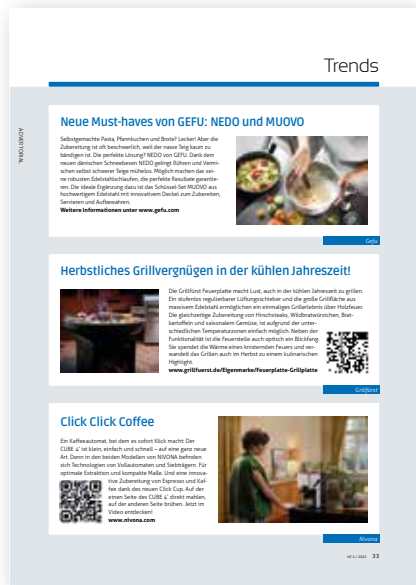 Trends
ADVERTORIAL
Neue Must-haves von GEFU: NEDO und MUOVO
Selbstgemachte Pasta, Pfannkuchen und Brote? Lecker! Aber die
Zubereitung ist oft beschwerlich, weil der nasse Teig kaum zu
bändigen ist. Die perfekte Lösung? NEDO von GEFU. Dank dem
neuen dänischen Schneebesen NEDO gelingt Rühren und Vermi-
schen selbst schwerer Teige mühelos. Möglich machen das sei-
ne robusten Edelstahlschlaufen, die perfekte Resultate garantie-
ren. Die ideale Ergänzung dazu ist das Schüssel-Set MUOVO aus
hochwertigem Edelstahl mit innovativem Deckel zum Zubereiten,
Servieren und Aufbewahren.
Weitere Informationen unter www.gefu.com
Gefu
Herbstliches Grillvergnügen in der kühlen Jahreszeit!
Die Grillfürst Feuerplatte macht Lust, auch in der kühlen Jahreszeit zu grillen.
Ein stufenlos regulierbarer Lüftungsschieber und die große Grillfläche aus
massivem Edelstahl ermöglichen ein einmaliges Grillerlebnis über Holzfeuer.
Die gleichzeitige Zubereitung von Hirschsteaks, Wildbratwürstchen, Brat-
kartoffeln und saisonalem Gemüse, ist aufgrund der unter-
schiedlichen Temperaturzonen einfach möglich. Neben der
Funktionalität ist die Feuerstelle auch optisch ein Blickfang.
Sie spendet die Wärme eines knisternden Feuers und ver-
wandelt das Grillen auch im Herbst zu einem kulinarischen
Highlight.
www.grillfuerst.de/Eigenmarke/Feuerplatte-Grillplatte
Grillfürst
Click Click Coffee
Ein Kaffeeautomat, bei dem es sofort Klick macht: Der
CUBE 4' ist klein, einfach und schnell – auf eine ganz neue
Art. Denn in den beiden Modellen von NIVONA befinden
sich Technologien von Vollautomaten und Siebträgern. Für
optimale Extraktion und kompakte Maße. Und eine innova-
tive Zubereitung von Espresso und Kaf-
fee dank des neuen Click Cup. Auf der
einen Seite des CUBE 4' direkt mahlen,
auf der anderen Seite brühen. Jetzt im
Video entdecken!
www.nivona.com
Nivona
33